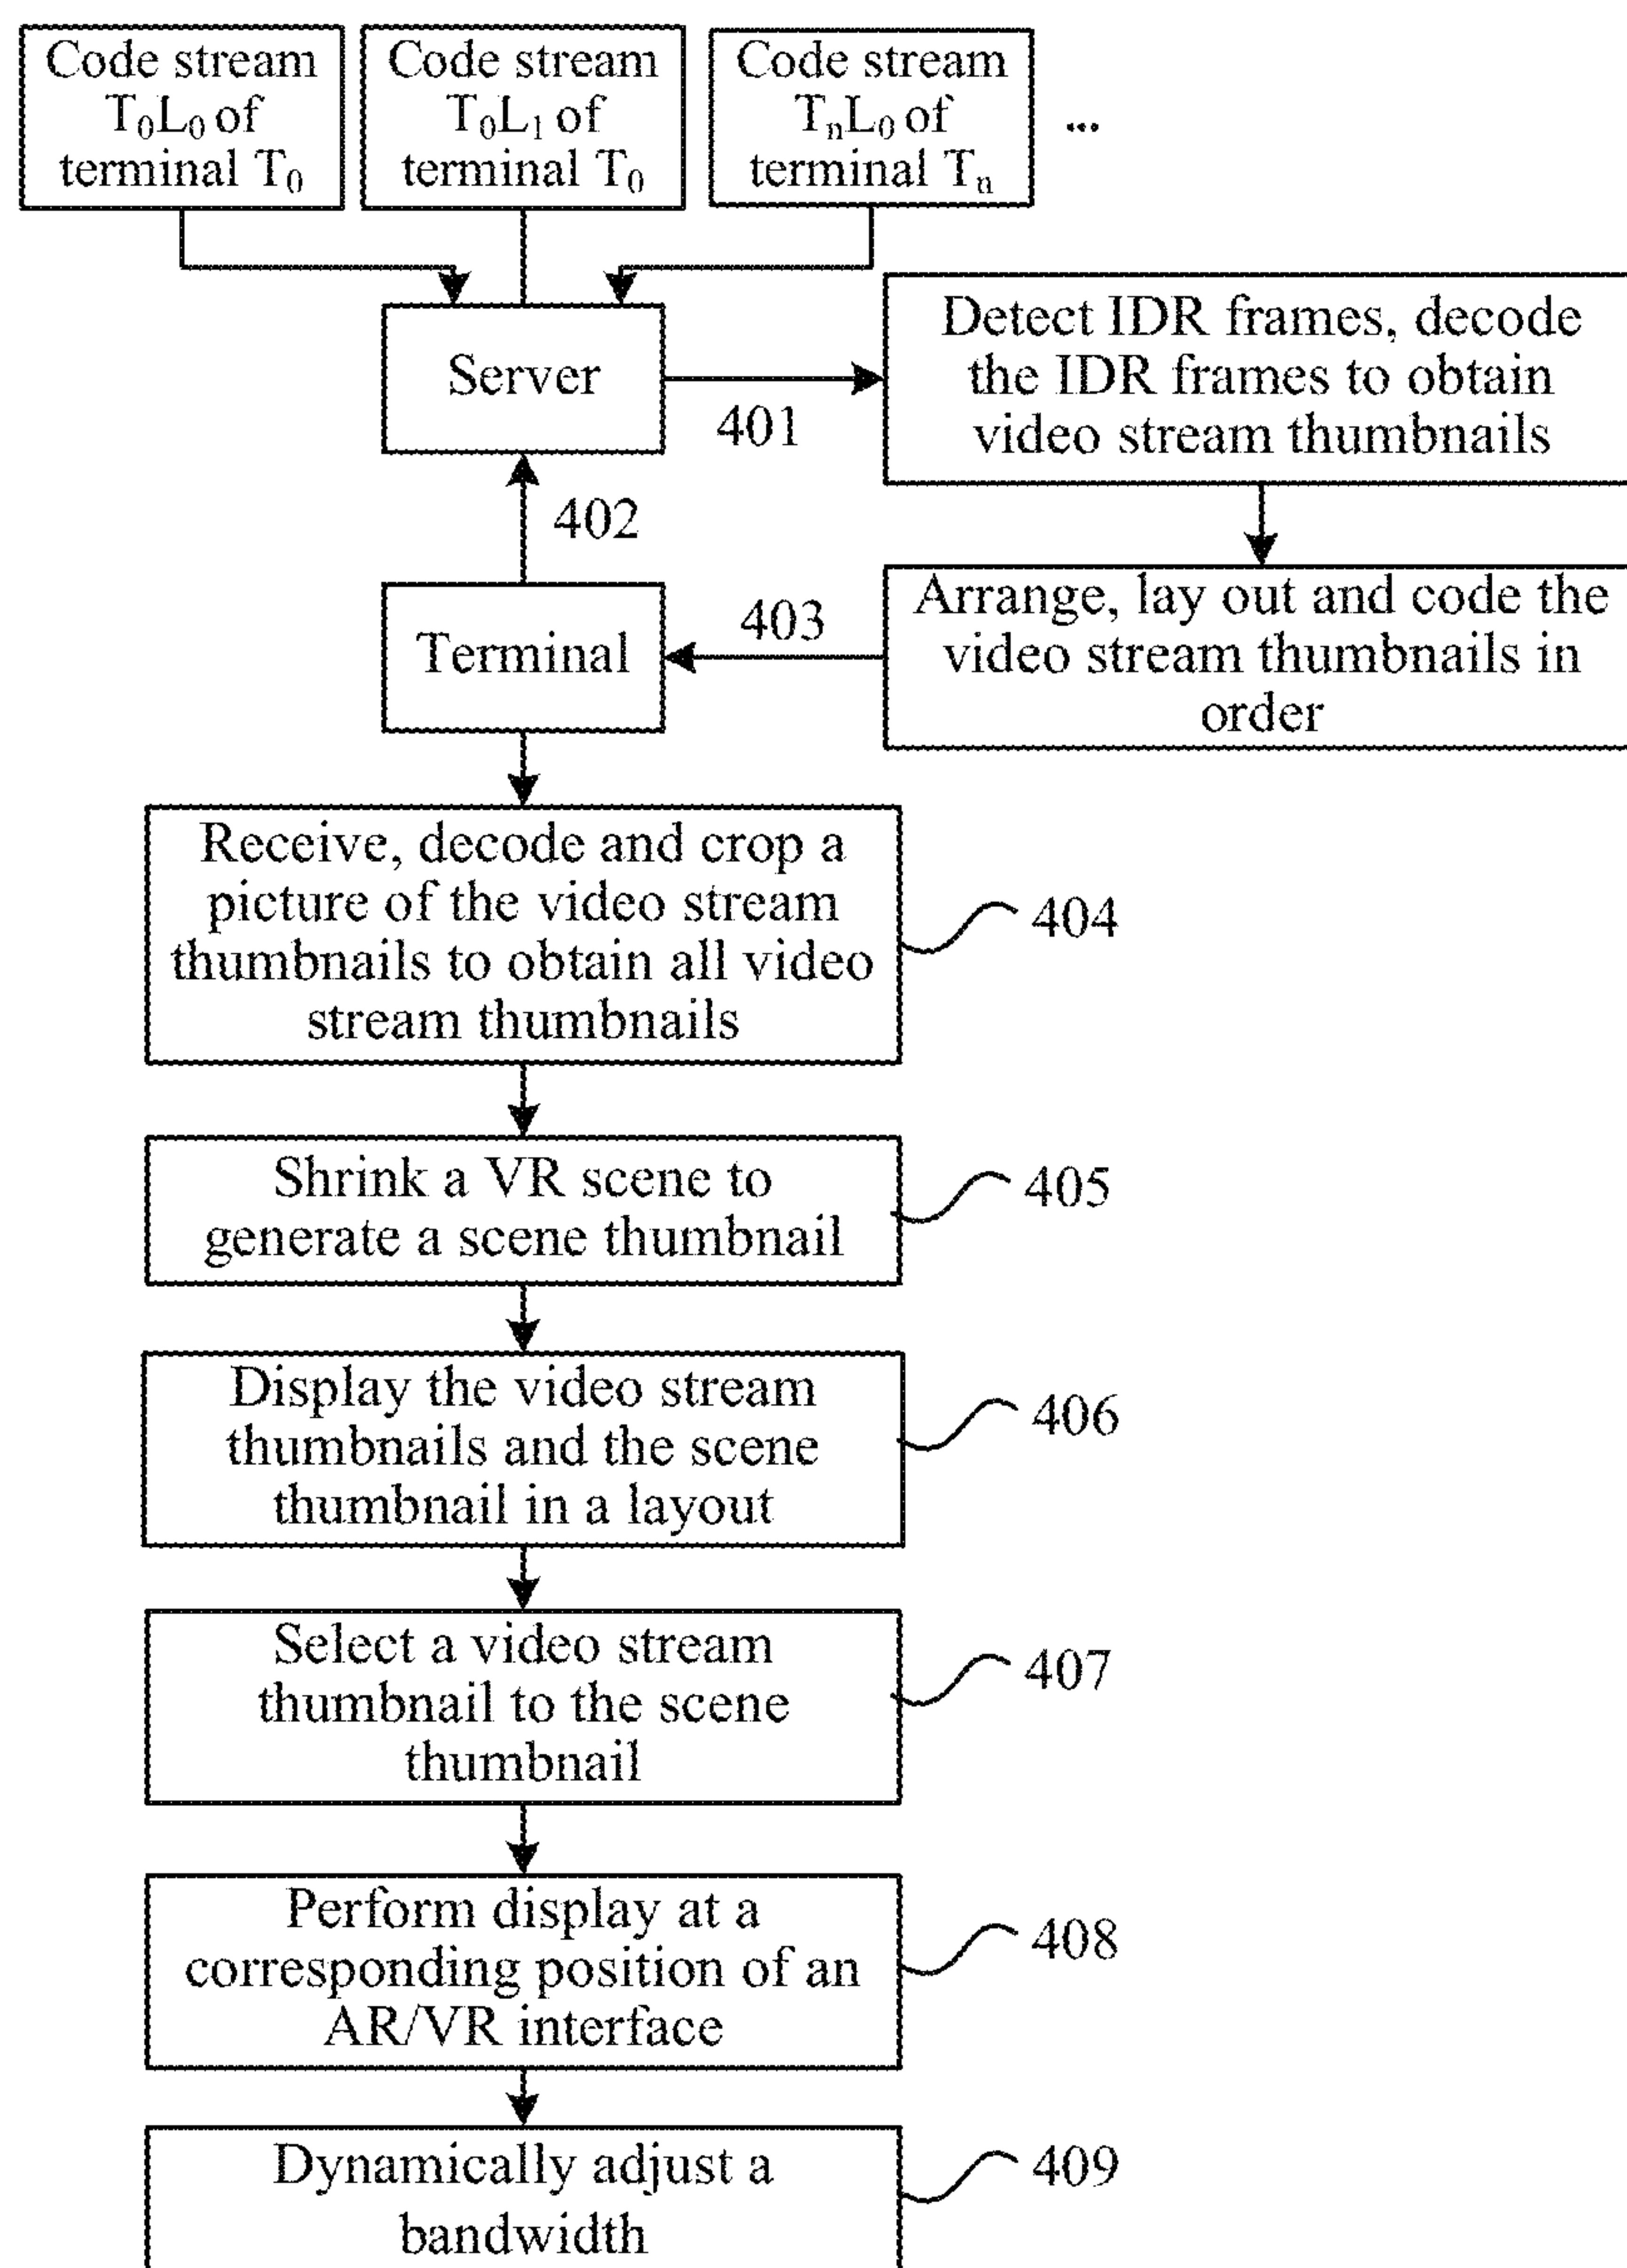 Code stream
T₀L₀ of
terminal T₀
Code stream
T₀L₁ of
terminal T₀
Code stream
TₙL₀ of
terminal Tₙ
...
Server
401
Detect IDR frames, decode
the IDR frames to obtain
video stream thumbnails
402
Terminal
403
Arrange, lay out and code the
video stream thumbnails in
order
Receive, decode and crop a
picture of the video stream
thumbnails to obtain all video
stream thumbnails
404
Shrink a VR scene to
generate a scene thumbnail
405
Display the video stream
thumbnails and the scene
thumbnail in a layout
406
Select a video stream
thumbnail to the scene
thumbnail
407
Perform display at a
corresponding position of an
AR/VR interface
408
Dynamically adjust a
bandwidth
409